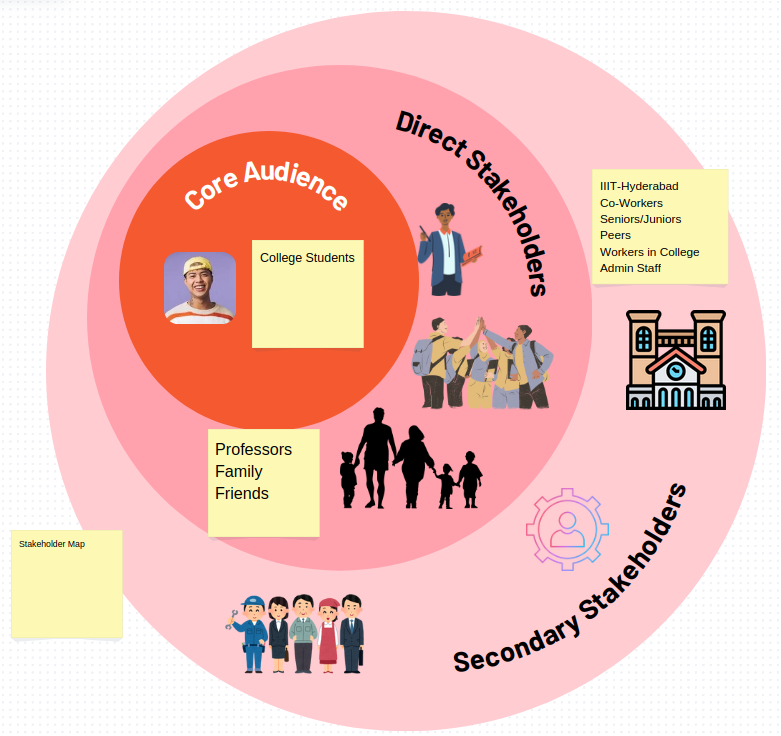 Core Audience
College Students
Direct Stakeholders
IIIT-Hyderabad
Co-Workers
Seniors/Juniors
Peers
Workers in College
Admin Staff
Professors
Family
Friends
Stakeholder Map
Secondary Stakeholders